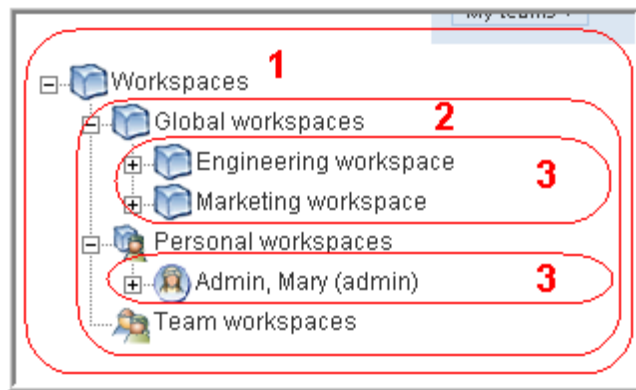 My teams
1
Workspaces
Global workspaces 2
Engineering workspace 3
Marketing workspace
Personal workspaces
Admin, Mary (admin) 3
Team workspaces